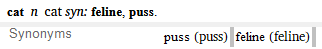 cat n cat syn: feline, puss.
Synonyms puss (puss) feline (feline)